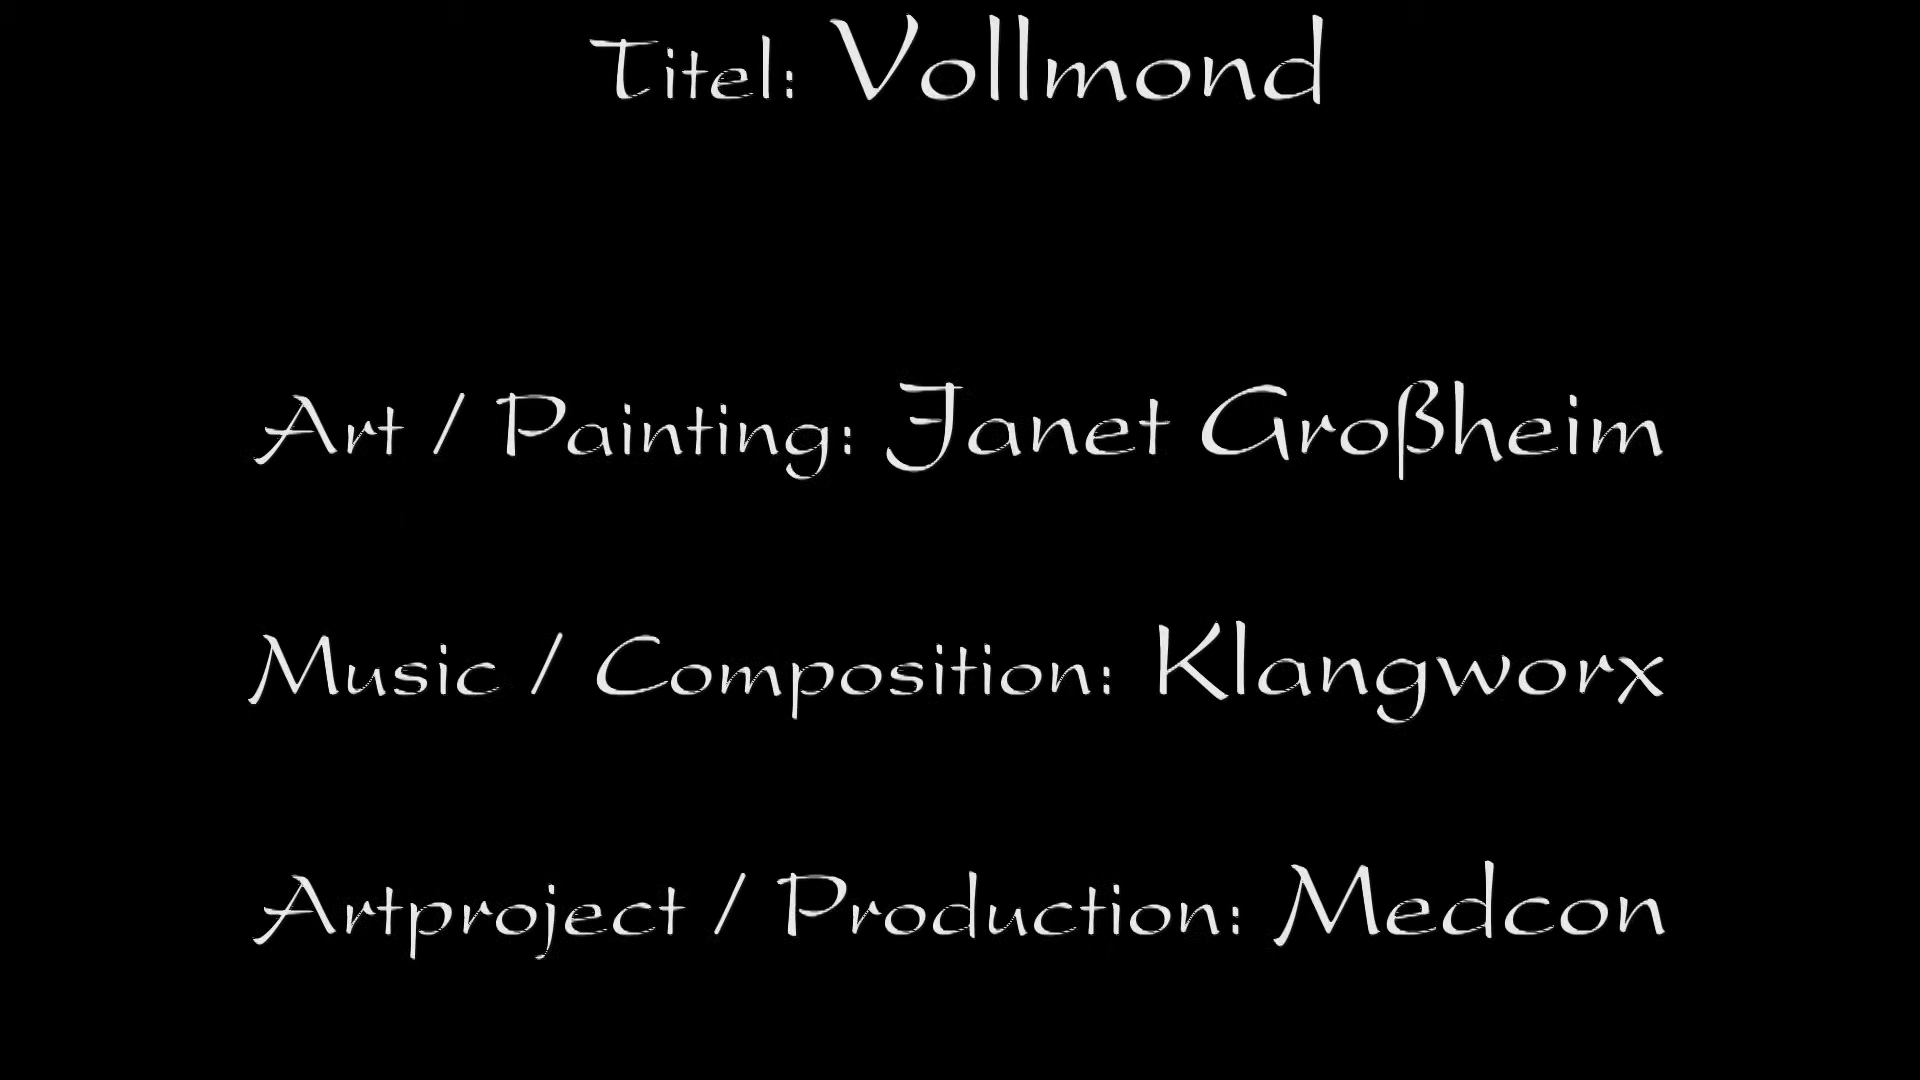 Titel: Vollmond
Art / Painting: Janet Großheim
Music / Composition: Klangworx
Artproject / Production: Medcon